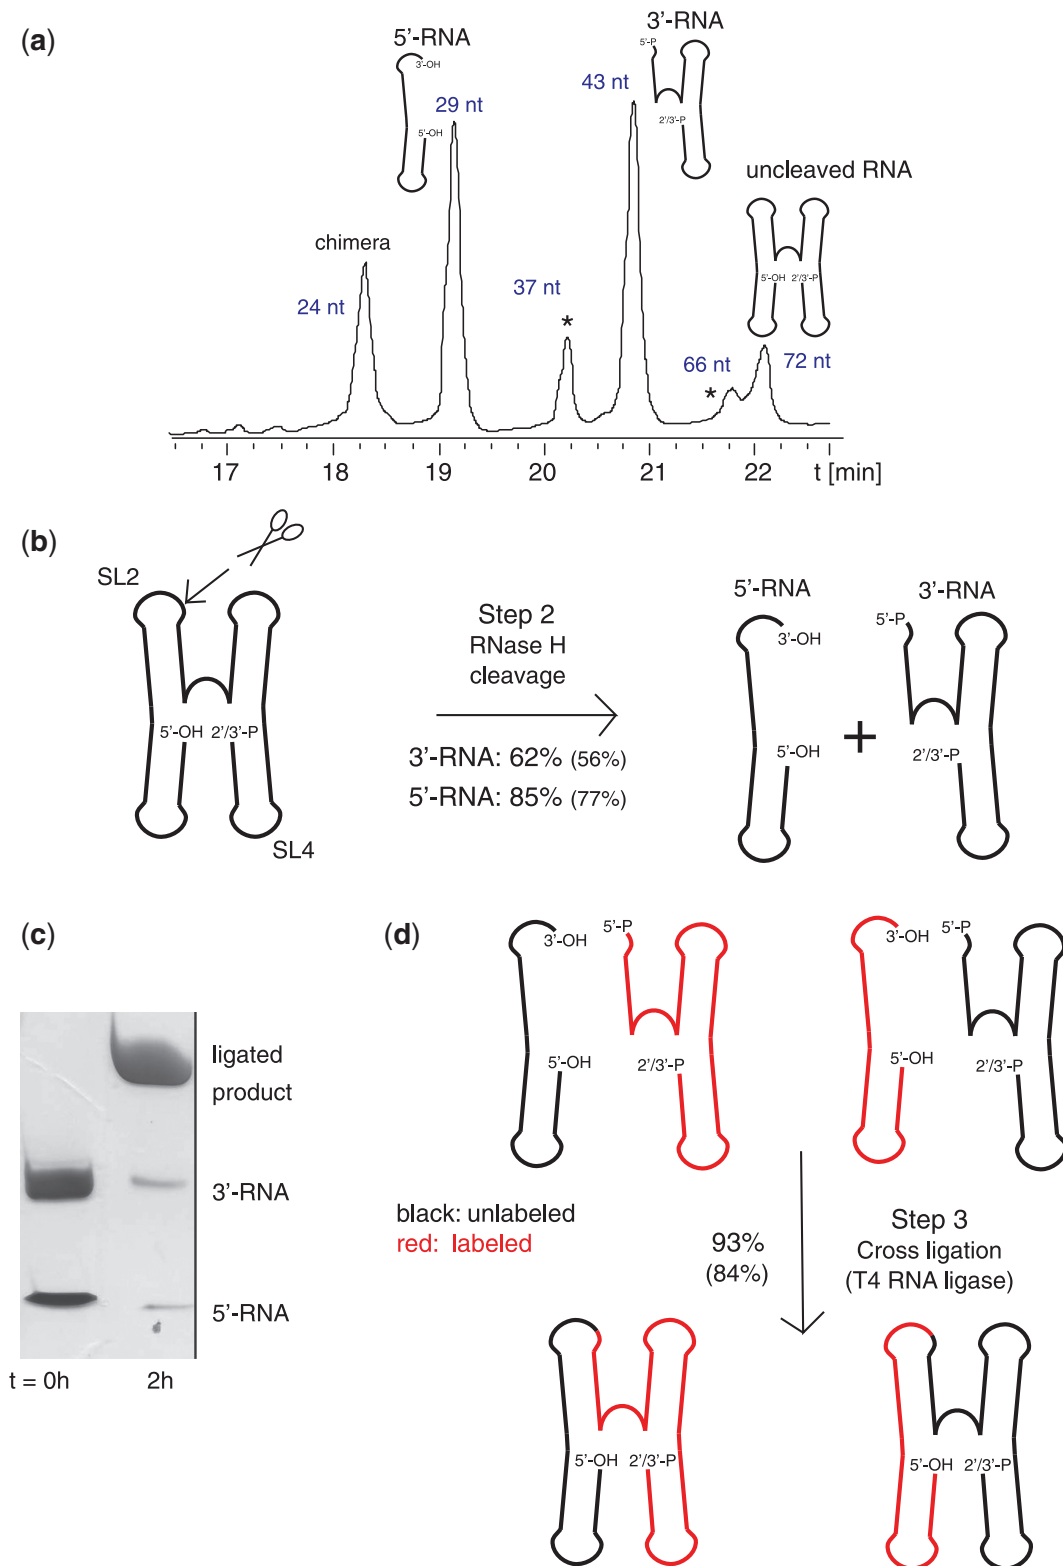 (a)
5'-RNA
3'-OH
29 nt
5'-OH
3'-RNA
5'-P
43 nt
2'/3'-P
uncleaved RNA
5'-OH 2'/3'-P
chimera
24 nt
37 nt
*
66 nt
*
72 nt
17 18 19 20 21 22 t [min]
(b)
SL2
5'-OH 2'/3'-P
SL4
Step 2
RNase H
cleavage
3'-RNA: 62% (56%)
5'-RNA: 85% (77%)
5'-RNA
3'-OH
5'-OH
+
3'-RNA
5'-P
2'/3'-P
(c)
ligated
product
3'-RNA
5'-RNA
t = 0h 2h
(d)
3'-OH
5'-P
5'-OH
2'/3'-P
3'-OH
5'-P
5'-OH
2'/3'-P
black: unlabeled
red: labeled
93%
(84%)
Step 3
Cross ligation
(T4 RNA ligase)
5'-OH 2'/3'-P
5'-OH 2'/3'-P